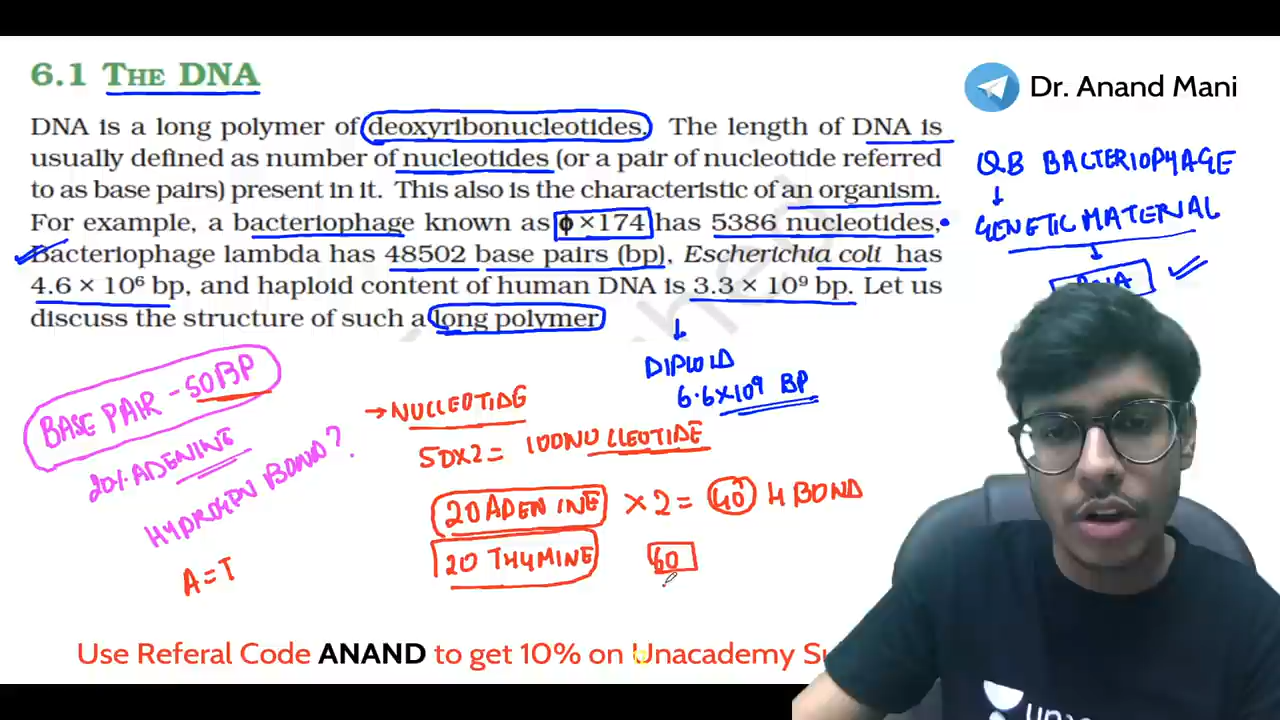 6.1 THE DNA
DNA is a long polymer of deoxyribonucleotides. The length of DNA is
usually defined as number of nucleotides (or a pair of nucleotide referred
to as base pairs) present in it. This also is the characteristic of an organism.
For example, a bacteriophage known as ϕ ×174 has 5386 nucleotides,
Bacteriophage lambda has 48502 base pairs (bp), Escherichia coli has
4.6 × 10⁶ bp, and haploid content of human DNA is 3.3 × 10⁹ bp. Let us
discuss the structure of such a long polymer
Dr. Anand Mani
QB BACTERIOPHAGE
↓
GENETIC MATERIAL
↓
↓
DIPLOID
6.6×10⁹ BP
BASE PAIR - 50BP
20% ADENINE
HYDROGEN BOND?
A=T
→NUCLEOTIDE
50×2= 100NUCLEOTIDE
20 ADENINE × 2 = 40 H BOND
20 THYMINE 60
Use Referal Code ANAND to get 10% on Unacademy